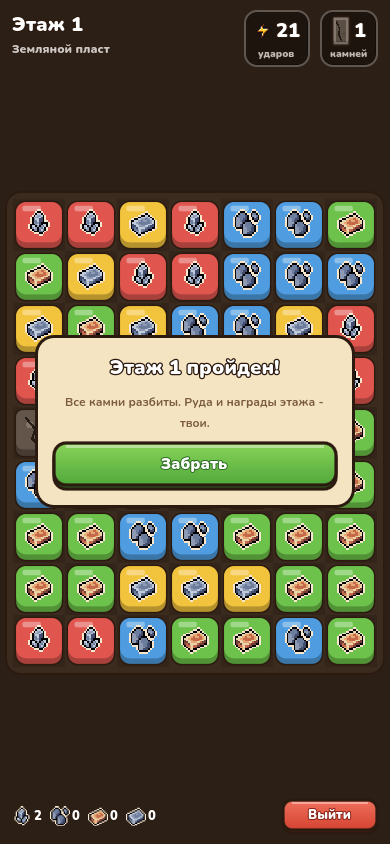 Этаж 1
Земляной пласт
21
ударов
1
камней
Этаж 1 пройден!
Все камни разбиты. Руда и награды этажа -
твои.
Забрать
2
0
0
0
Выйти